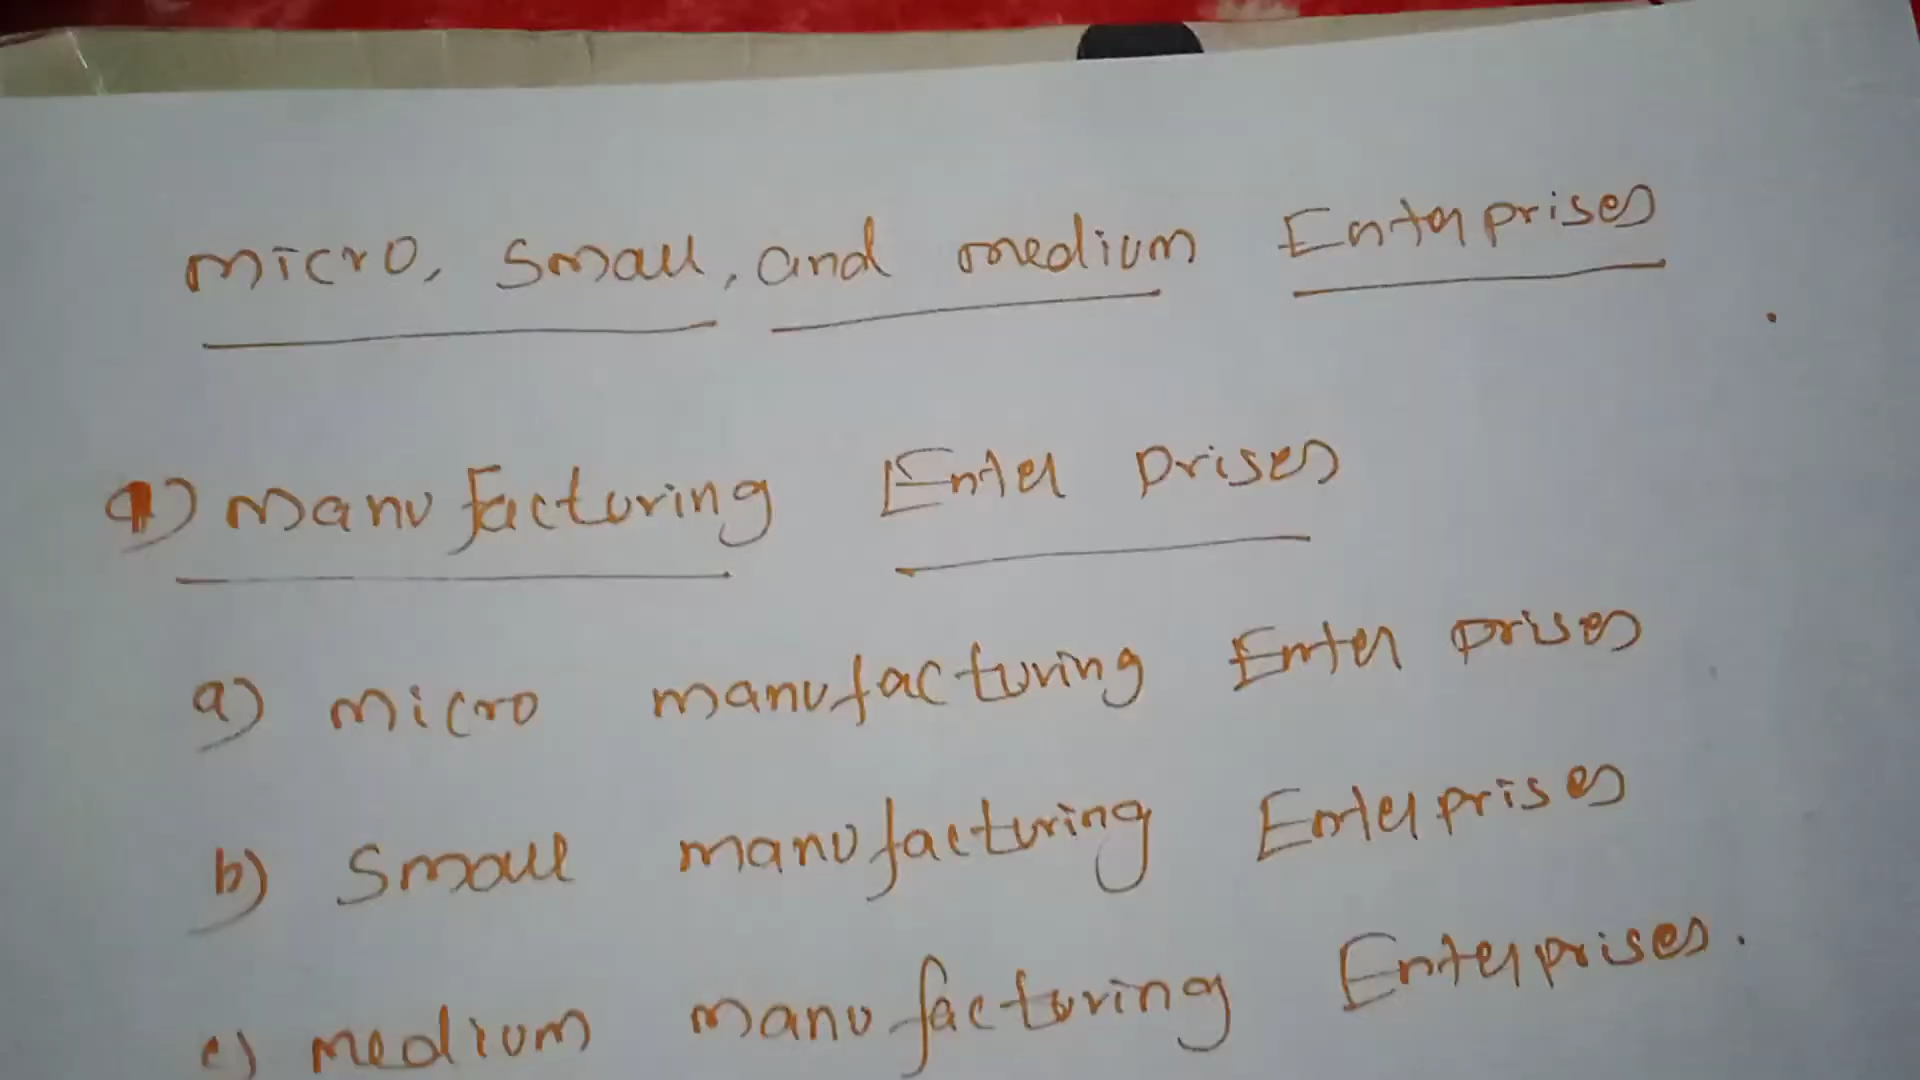 micro, Small, and medium Enterprises
1) manufacturing Enter prises
a) micro manufacturing Enter prises
b) Small manufacturing Enterprises
c) medium manufacturing Enterprises.